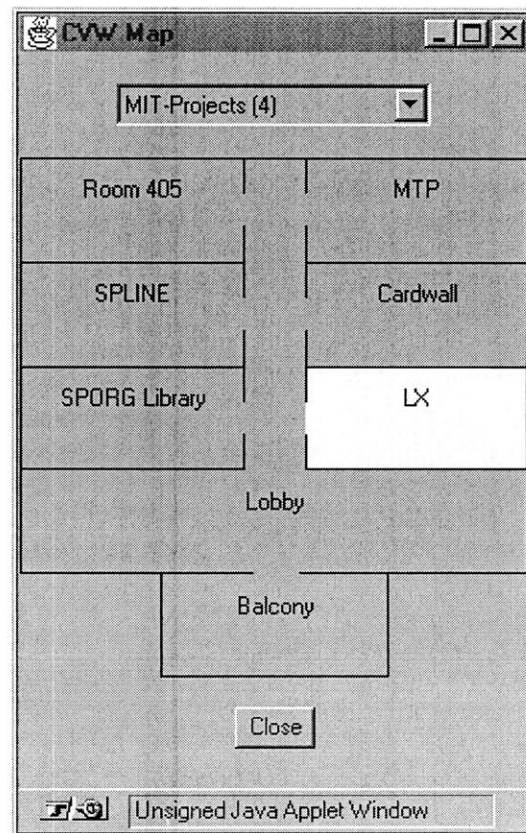 CVW Map
MIT-Projects (4)
Room 405 MTP
SPLINE Cardwall
SPORG Library LX
Lobby
Balcony
Close
Unsigned Java Applet Window